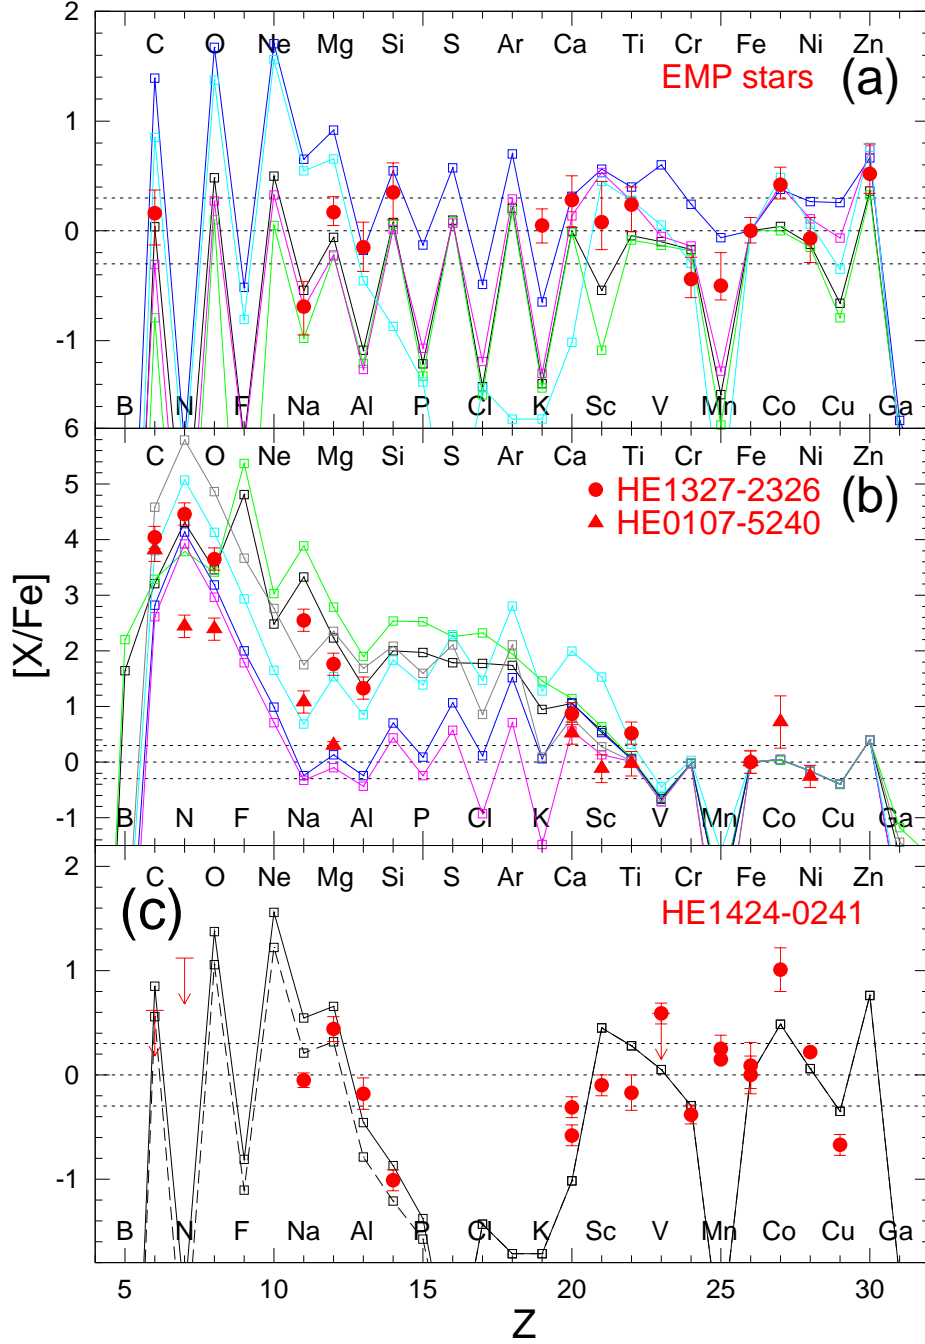 2
C O Ne Mg Si S Ar Ca Ti Cr Fe Ni Zn
EMP stars (a)
1
0
-1
B N F Na Al P Cl K Sc V Mn Co Cu Ga
6
C O Ne Mg Si S Ar Ca Ti Cr Fe Ni Zn
5
HE1327-2326 (b)
HE0107-5240
4
3
[X/Fe]
2
1
0
-1
B N F Na Al P Cl K Sc V Mn Co Cu Ga
2
C O Ne Mg Si S Ar Ca Ti Cr Fe Ni Zn
(c) HE1424-0241
1
0
-1
B N F Na Al P Cl K Sc V Mn Co Cu Ga
5 10 15 20 25 30
Z